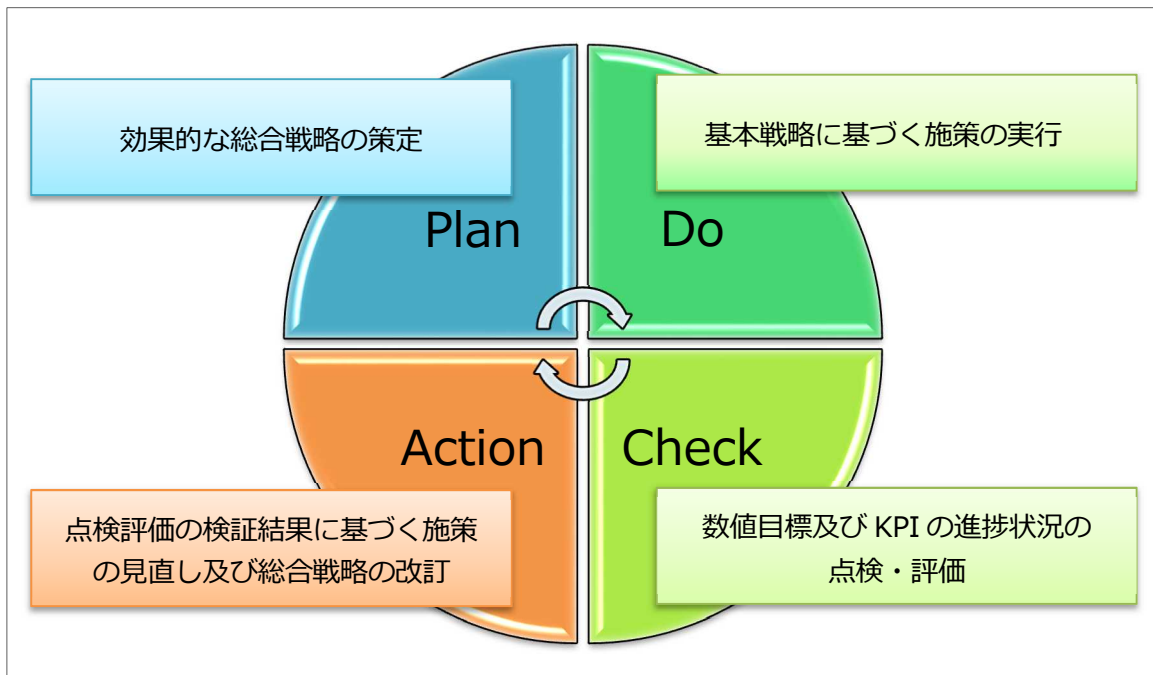 効果的な総合戦略の策定
Plan
基本戦略に基づく施策の実行
Do
Action
点検評価の検証結果に基づく施策
の見直し及び総合戦略の改訂
Check
数値目標及び KPI の進捗状況の
点検・評価